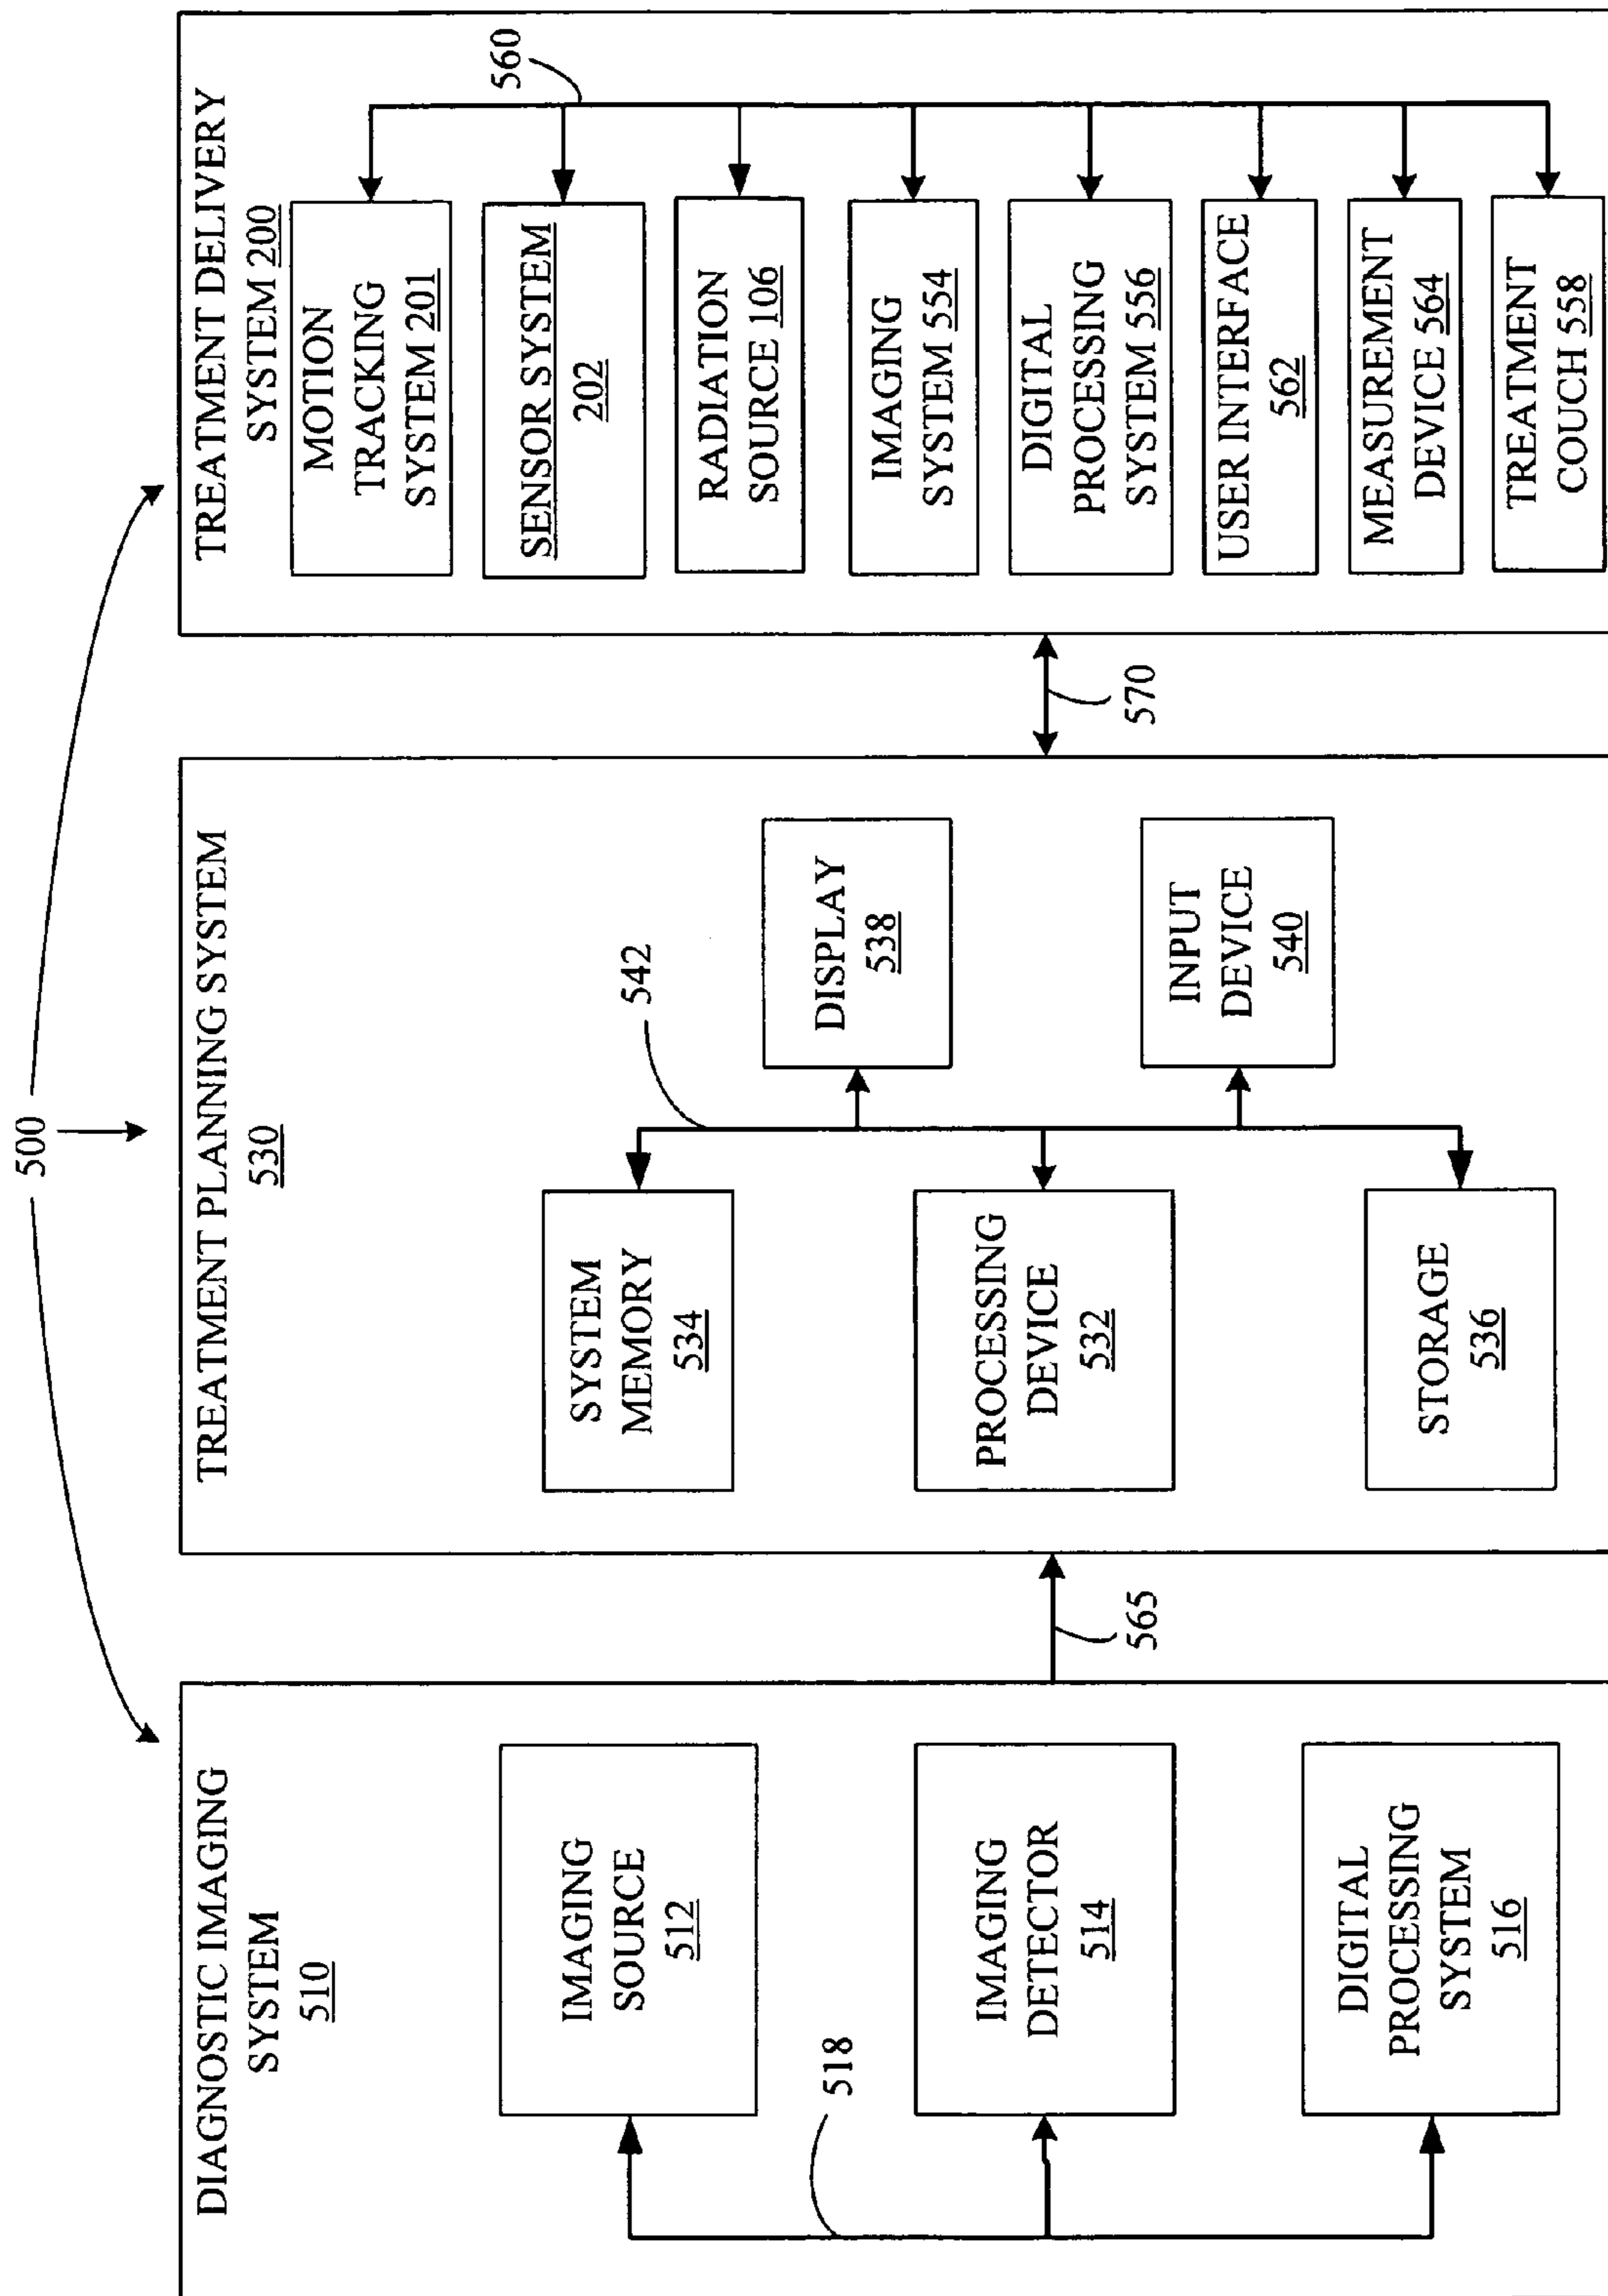 500
DIAGNOSTIC IMAGING
SYSTEM
510
IMAGING
SOURCE
512
518
IMAGING
DETECTOR
514
DIGITAL
PROCESSING
SYSTEM
516
565
TREATMENT PLANNING SYSTEM
530
542
SYSTEM
MEMORY
534
DISPLAY
538
PROCESSING
DEVICE
532
INPUT
DEVICE
540
STORAGE
536
570
TREATMENT DELIVERY
SYSTEM 200
560
MOTION
TRACKING
SYSTEM 201
SENSOR SYSTEM
202
RADIATION
SOURCE 106
IMAGING
SYSTEM 554
DIGITAL
PROCESSING
SYSTEM 556
USER INTERFACE
562
MEASUREMENT
DEVICE 564
TREATMENT
COUCH 558